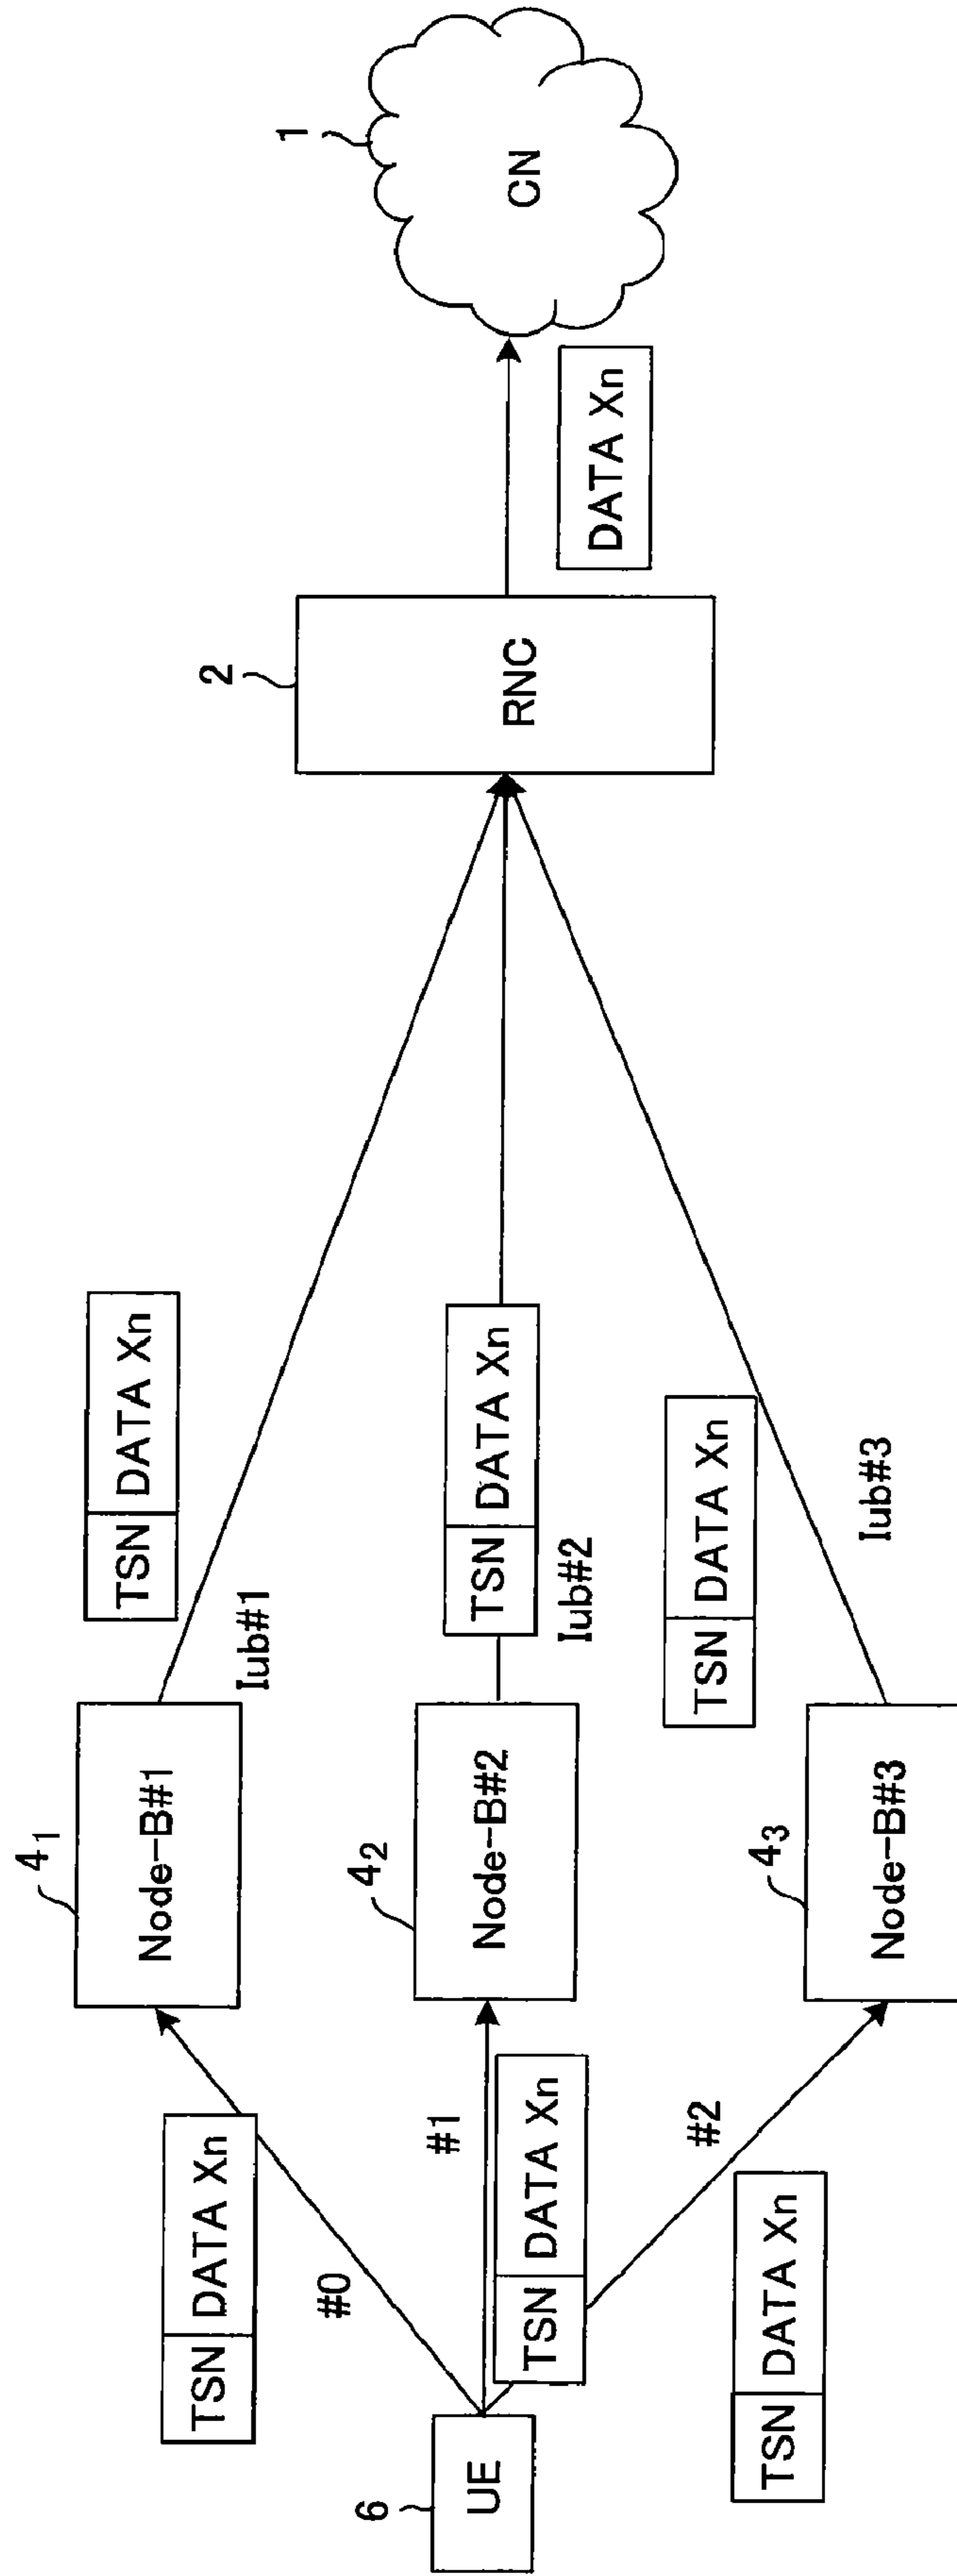 6
UE
#0
TSN DATA Xn
#1
TSN DATA Xn
#2
TSN DATA Xn
4₁
Node-B#1
4₂
Node-B#2
4₃
Node-B#3
Iub#1
TSN DATA Xn
Iub#2
TSN DATA Xn
Iub#3
TSN DATA Xn
2
RNC
DATA Xn
1
CN